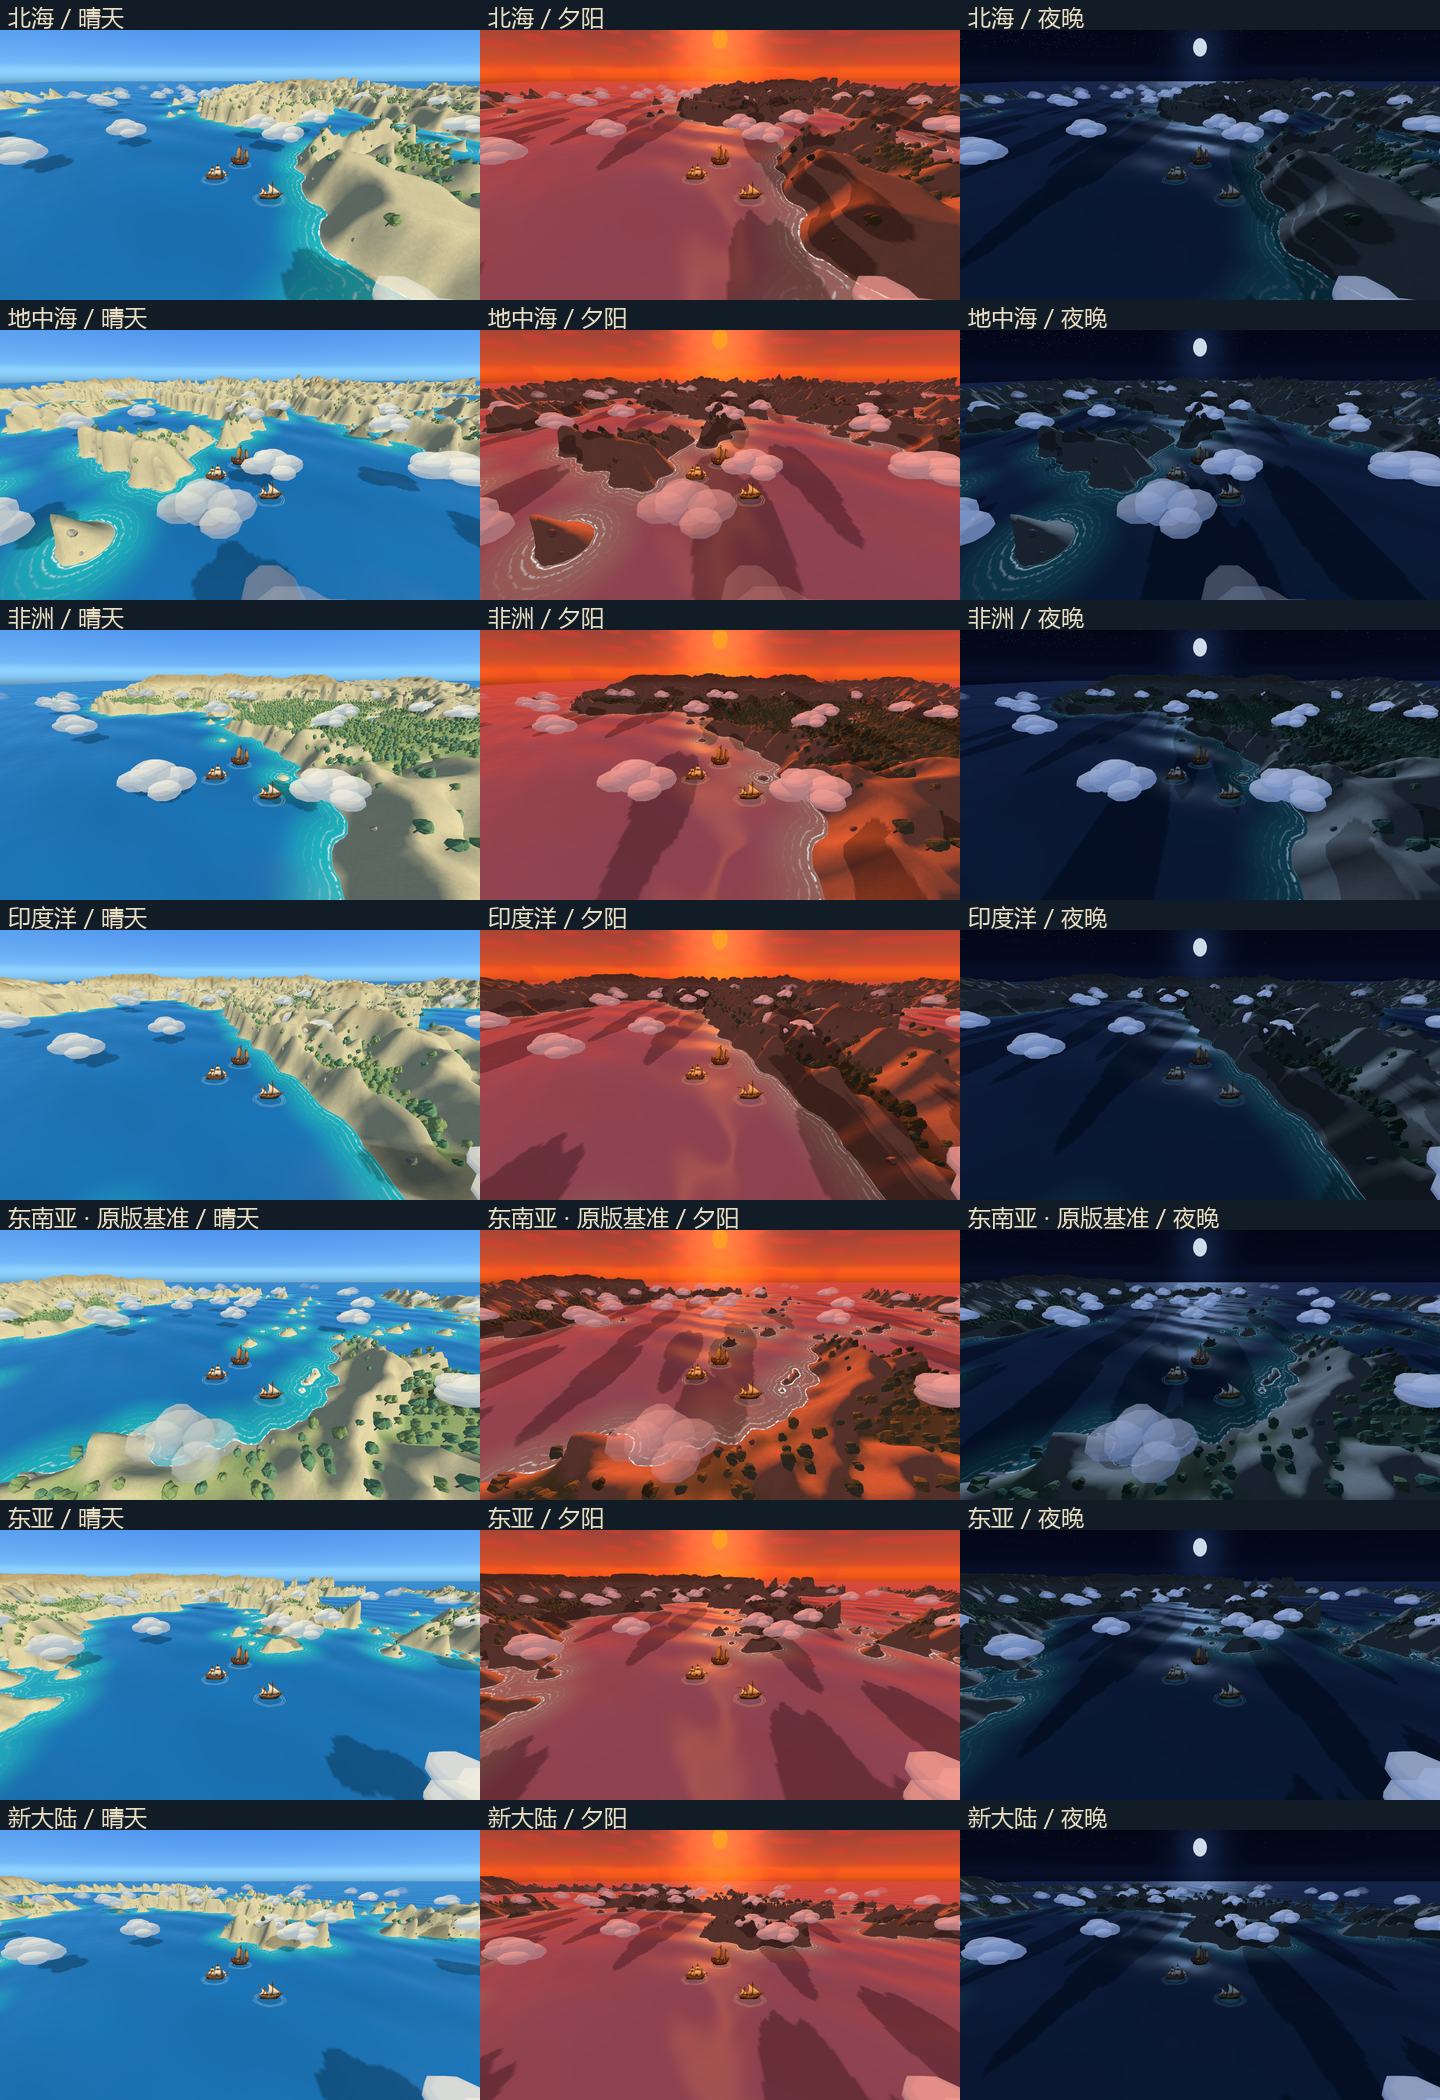 北海 / 晴天
北海 / 夕阳
北海 / 夜晚
地中海 / 晴天
地中海 / 夕阳
地中海 / 夜晚
非洲 / 晴天
非洲 / 夕阳
非洲 / 夜晚
印度洋 / 晴天
印度洋 / 夕阳
印度洋 / 夜晚
东南亚 · 原版基准 / 晴天
东南亚 · 原版基准 / 夕阳
东南亚 · 原版基准 / 夜晚
东亚 / 晴天
东亚 / 夕阳
东亚 / 夜晚
新大陆 / 晴天
新大陆 / 夕阳
新大陆 / 夜晚